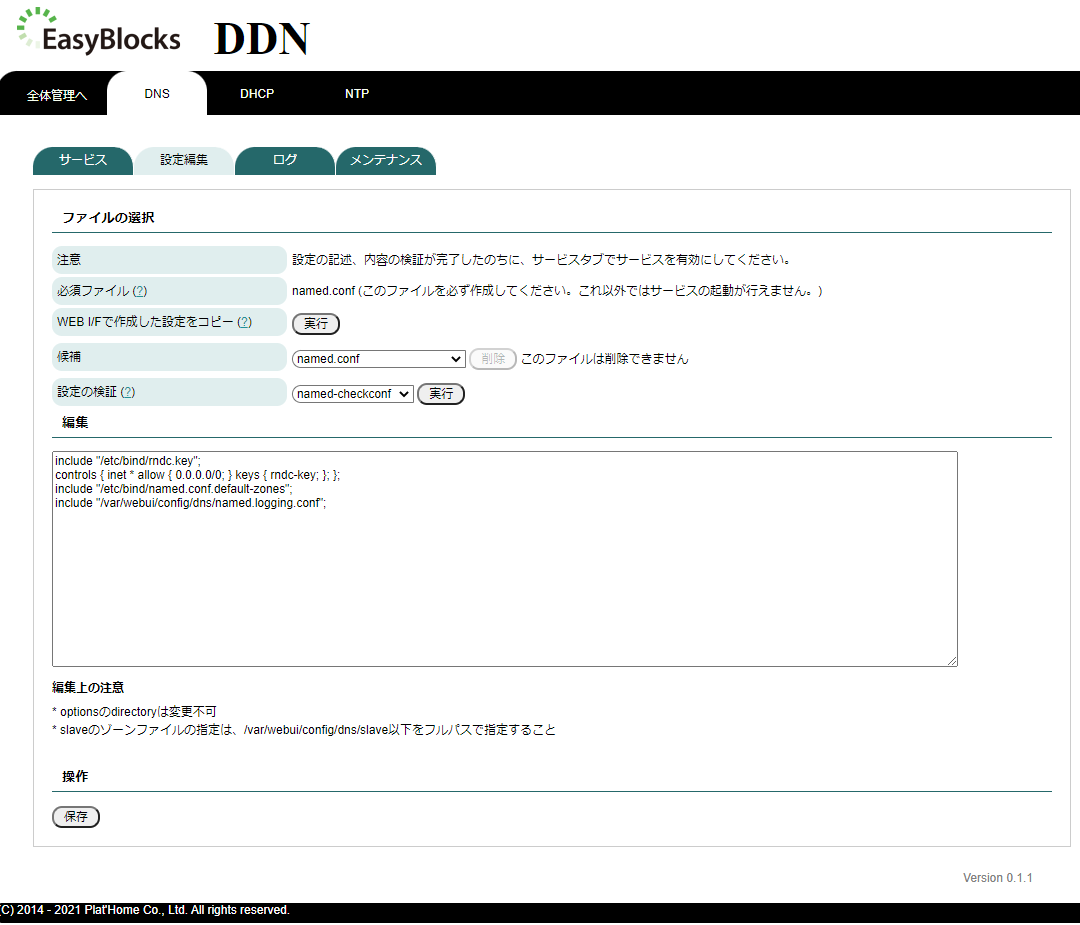 EasyBlocks DDN
全体管理へ DNS DHCP NTP
サービス 設定編集 ログ メンテナンス
ファイルの選択
注意 設定の記述、内容の検証が完了したのちに、サービスタブでサービスを有効にしてください。
必須ファイル (?) named.conf (このファイルを必ず作成してください。これ以外ではサービスの起動が行えません。)
WEB I/Fで作成した設定をコピー (?) 実行
候補 named.conf 削除 このファイルは削除できません
設定の検証 (?) named-checkconf 実行
編集
include "/etc/bind/rndc.key";
controls { inet * allow { 0.0.0.0/0; } keys { rndc-key; }; };
include "/etc/bind/named.conf.default-zones";
include "/var/webui/config/dns/named.logging.conf";
編集上の注意
* optionsのdirectoryは変更不可
* slaveのゾーンファイルの指定は、/var/webui/config/dns/slave以下をフルパスで指定すること
操作
保存
Version 0.1.1
(C) 2014 - 2021 Plat'Home Co., Ltd. All rights reserved.